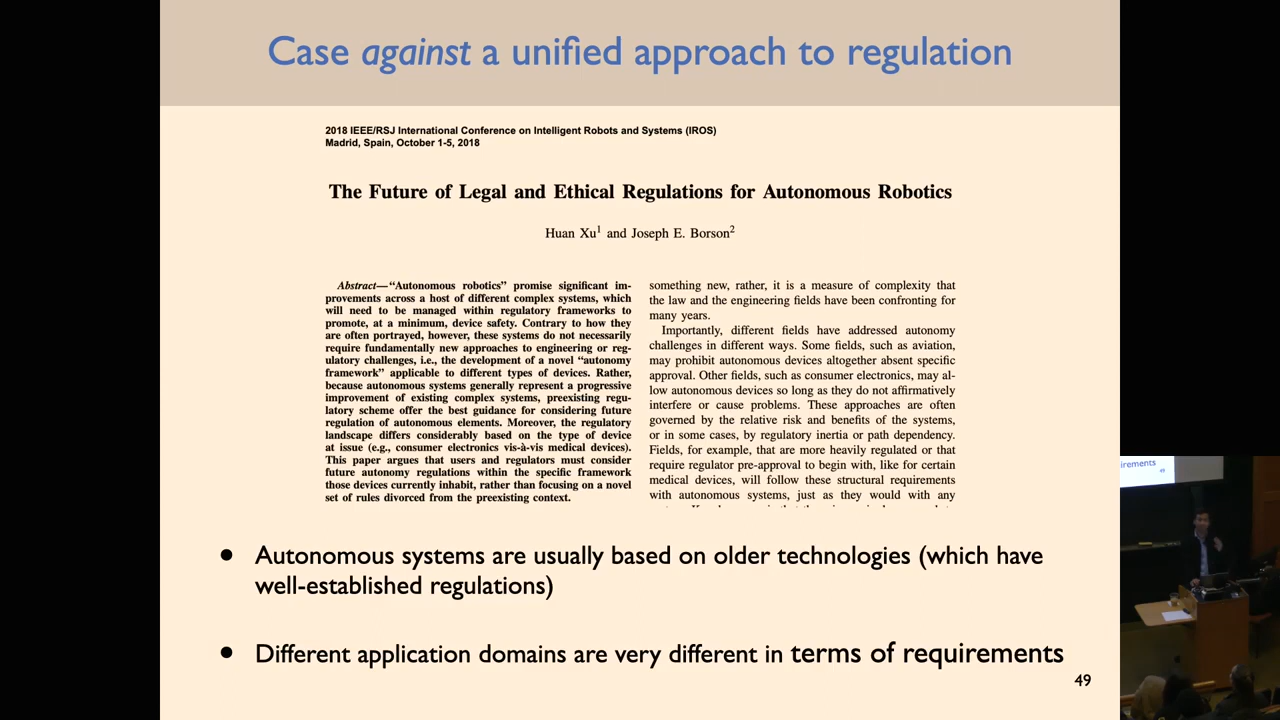 Case against a unified approach to regulation
2018 IEEE/RSJ International Conference on Intelligent Robots and Systems (IROS)
Madrid, Spain, October 1-5, 2018
The Future of Legal and Ethical Regulations for Autonomous Robotics
Huan Xu1 and Joseph E. Borson2
Abstract—“Autonomous robotics” promise significant im-
provements across a host of different complex systems, which
will need to be managed within regulatory frameworks to
promote, at a minimum, device safety. Contrary to how they
are often portrayed, however, these systems do not necessarily
require fundamentally new approaches to engineering or reg-
ulatory challenges, i.e., the development of a novel “autonomy
framework” applicable to different types of devices. Rather,
because autonomous systems generally represent a progressive
improvement of existing complex systems, preexisting regu-
latory scheme offer the best guidance for considering future
regulation of autonomous elements. Moreover, the regulatory
landscape differs considerably based on the type of device
at issue (e.g., consumer electronics vis-à-vis medical devices).
This paper argues that users and regulators must consider
future autonomy regulations within the specific framework
those devices currently inhabit, rather than focusing on a novel
set of rules divorced from the preexisting context.
something new, rather, it is a measure of complexity that
the law and the engineering fields have been confronting for
many years.
Importantly, different fields have addressed autonomy
challenges in different ways. Some fields, such as aviation,
may prohibit autonomous devices altogether absent specific
approval. Other fields, such as consumer electronics, may al-
low autonomous devices so long as they do not affirmatively
interfere or cause problems. These approaches are often
governed by the relative risk and benefits of the systems,
or in some cases, by regulatory inertia or path dependency.
Fields, for example, that are more heavily regulated or that
require regulator pre-approval to begin with, like for certain
medical devices, will follow these structural requirements
with autonomous systems, just as they would with any
• Autonomous systems are usually based on older technologies (which have
well-established regulations)
• Different application domains are very different in terms of requirements
49
irements
49